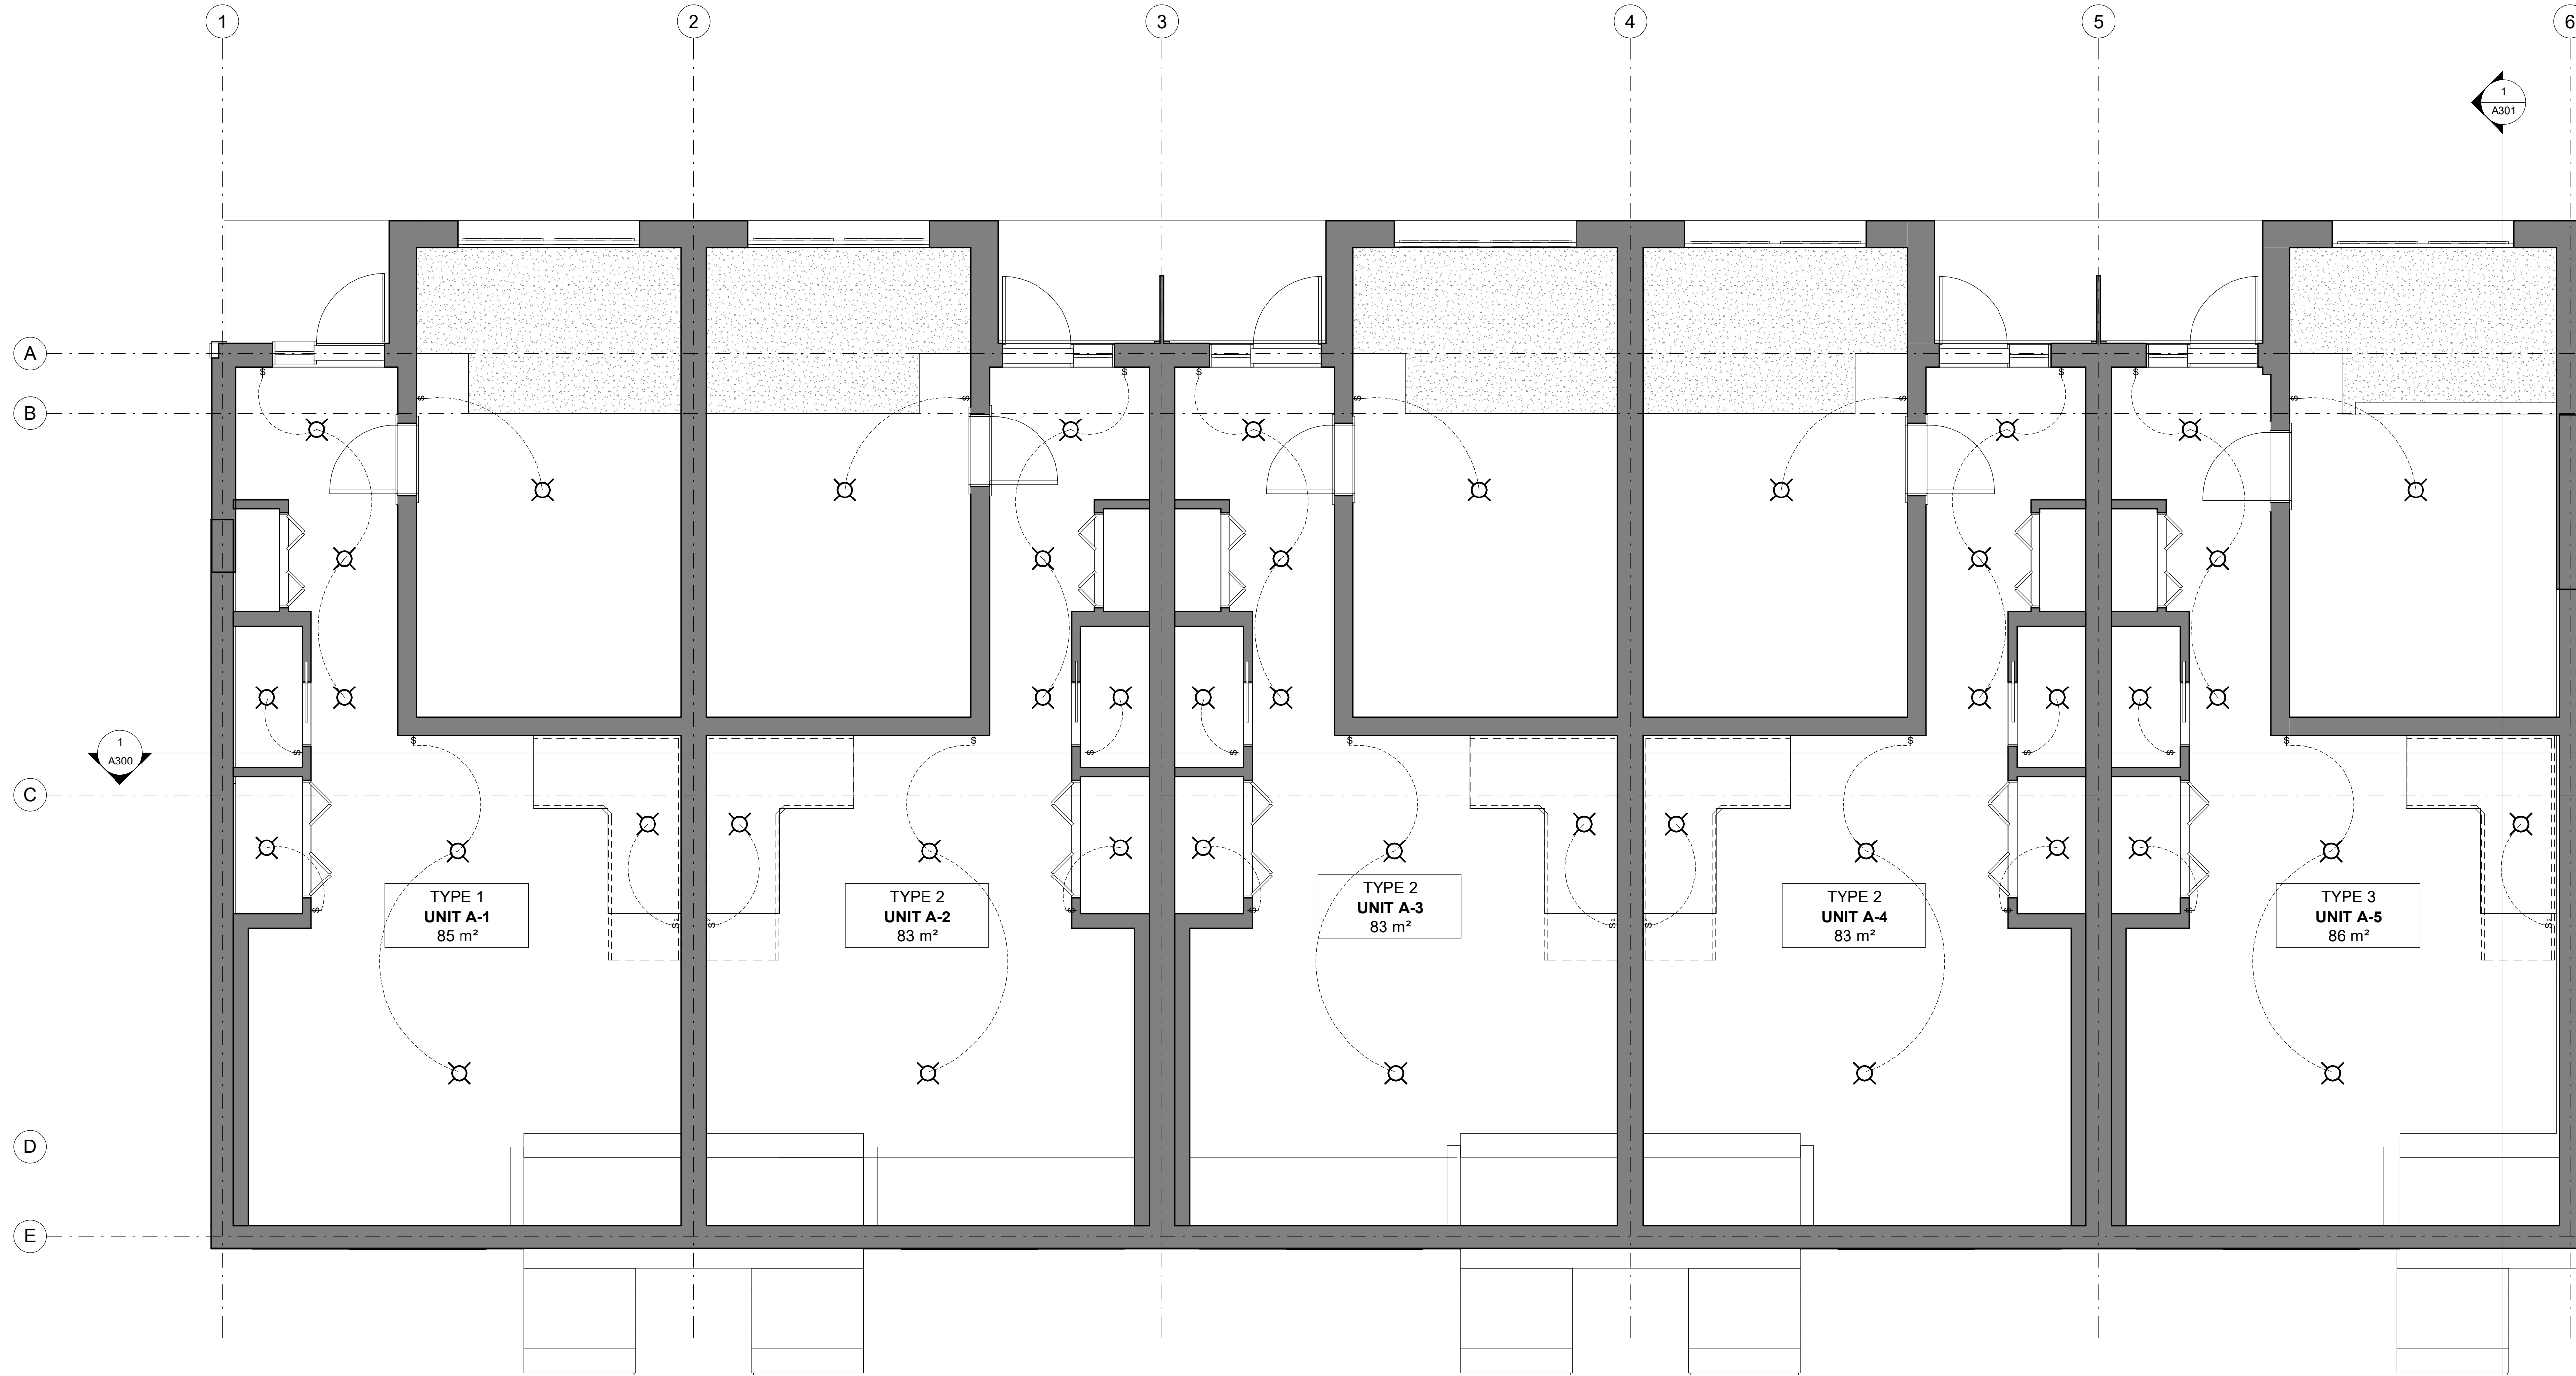 1
2
3
4
5
6
1
A301
A
B
1
A300
C
TYPE 1
UNIT A-1
85 m²
TYPE 2
UNIT A-2
83 m²
TYPE 2
UNIT A-3
83 m²
TYPE 2
UNIT A-4
83 m²
TYPE 3
UNIT A-5
86 m²
D
E